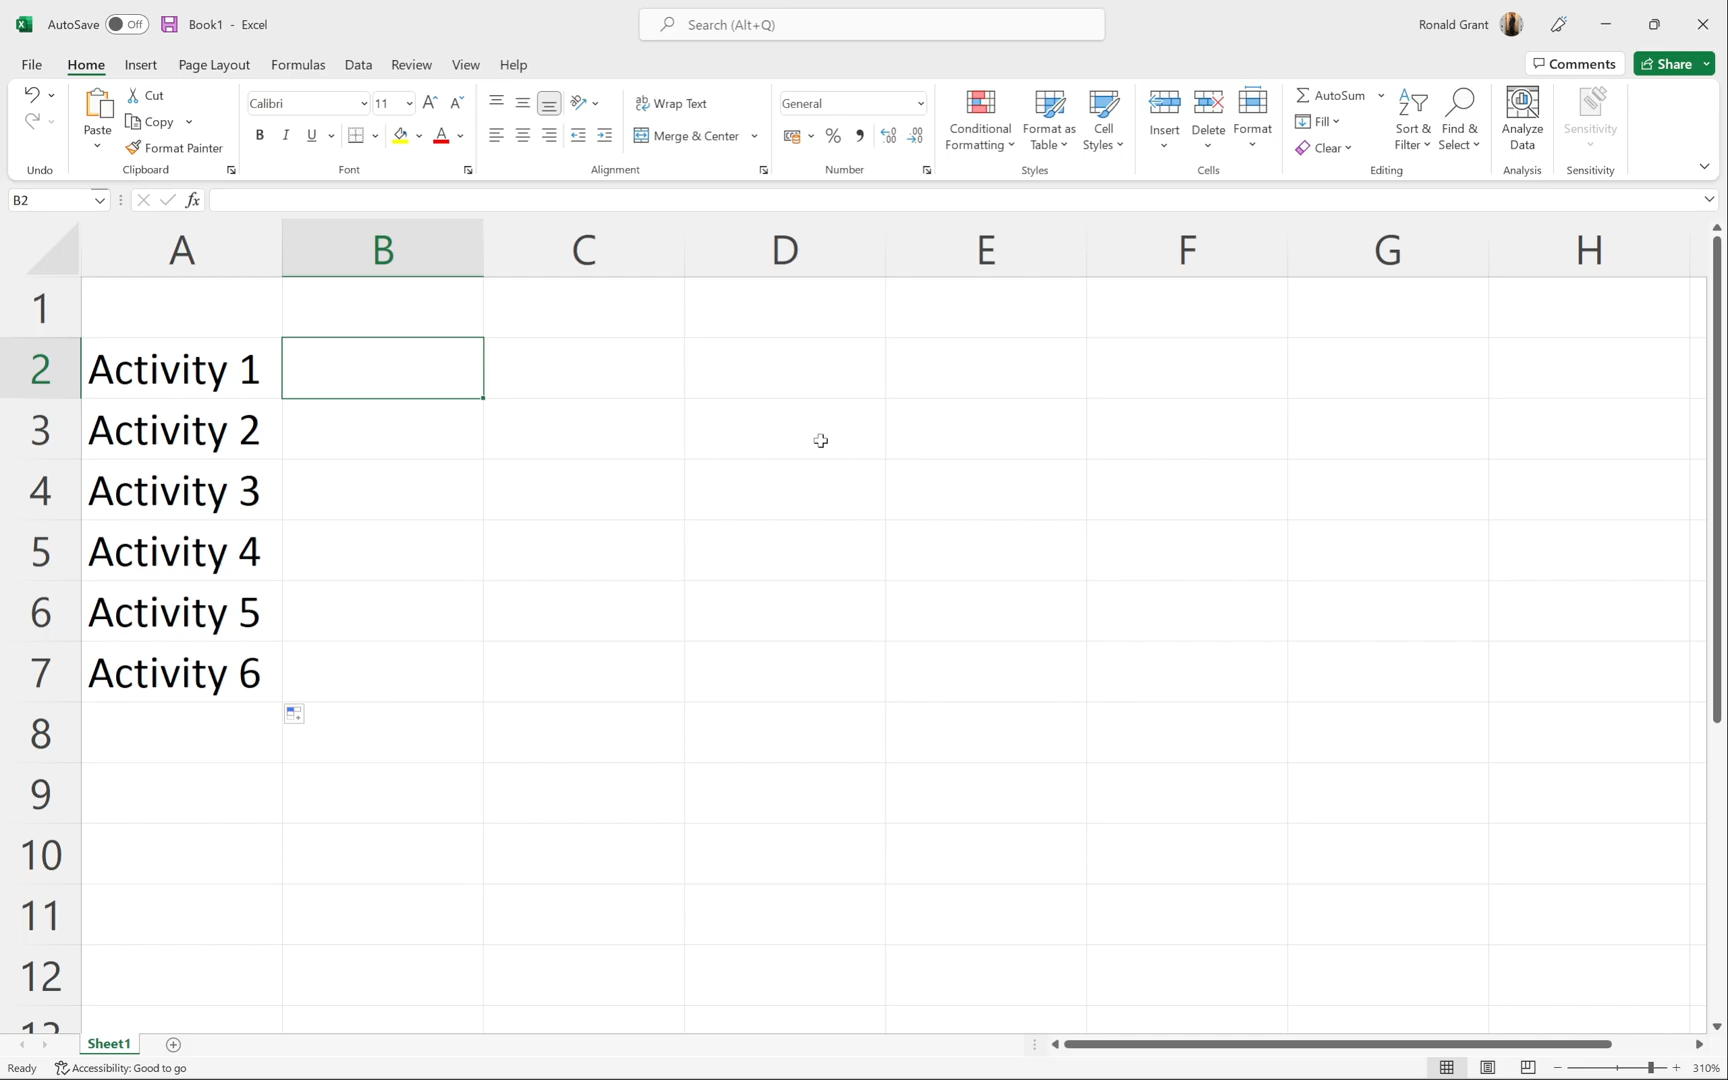 AutoSave Off Book1 - Excel Search (Alt+Q) Ronald Grant
File Home Insert Page Layout Formulas Data Review View Help Comments Share
Paste Cut Copy Format Painter
Calibri 11 B I U
Wrap Text Merge & Center
General % 9
Conditional Formatting Format as Table Cell Styles
Insert Delete Format
AutoSum Fill Clear Sort & Filter Find & Select
Analyze Data Sensitivity
Undo Clipboard Font Alignment Number Styles Cells Editing Analysis Sensitivity
B2 fx
A B C D E F G H
1
2 Activity 1
3 Activity 2
4 Activity 3
5 Activity 4
6 Activity 5
7 Activity 6
8
9
10
11
12
Sheet1
Ready Accessibility: Good to go 310%